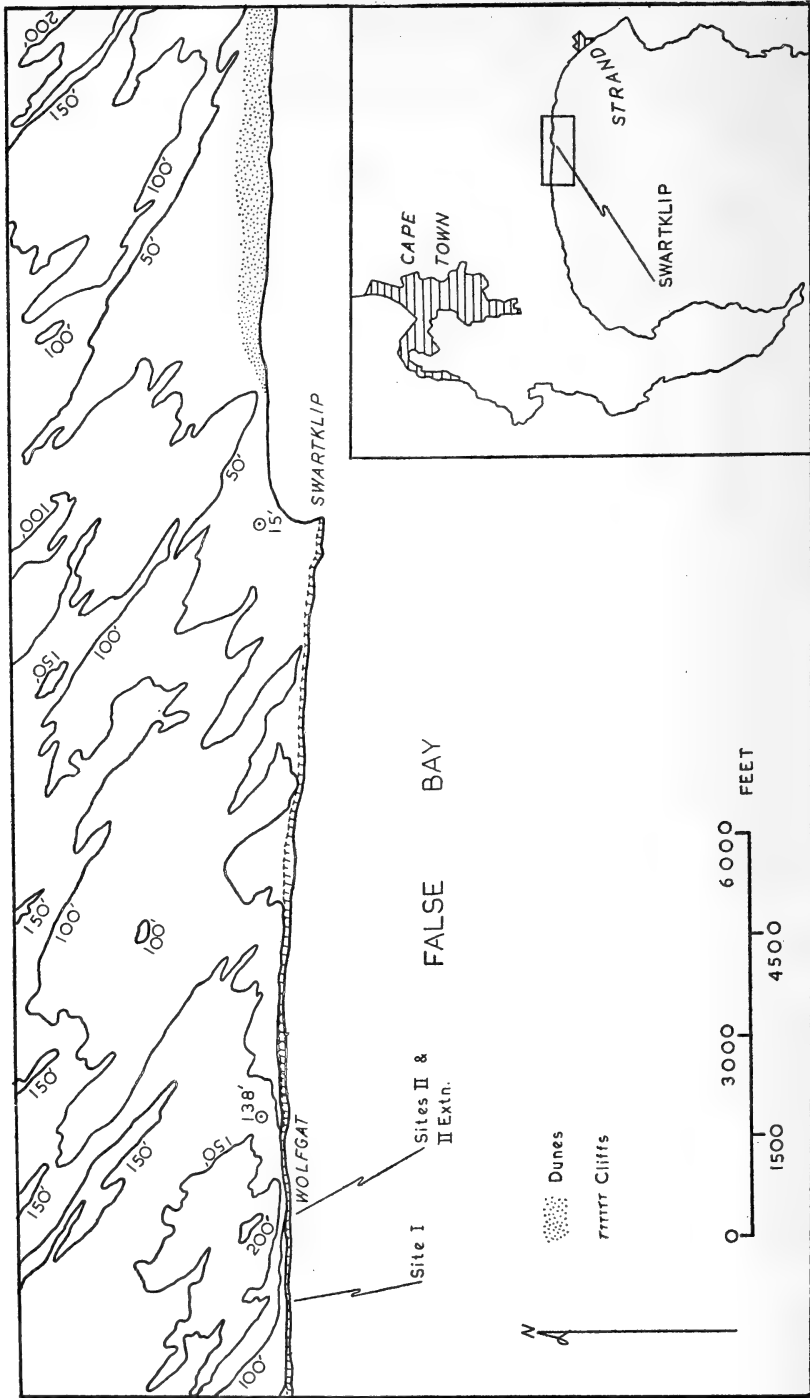 150'
150'
150'
100'
200'
150'
150'
100'
150'
100'
100'
100'
100'
50'
50'
150'
200'
100'
138'
15'
WOLFGAT
SWARTKLIP
Site I
Sites II &
II Extn.
FALSE BAY
Dunes
Cliffs
N
0
1500
3000
4500
6000
FEET
CAPE
TOWN
STRAND
SWARTKLIP